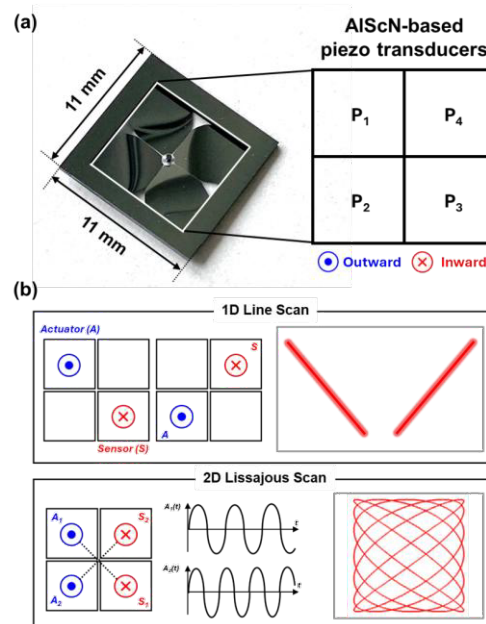 (a)
AlScN-based
piezo transducers
11 mm
11 mm
P1 P4
P2 P3
Outward Inward
(b)
1D Line Scan
Actuator (A)
S
Sensor (S)
A
2D Lissajous Scan
A1 S2
A2 S1
A1(t)
τ
A2(t)
τ